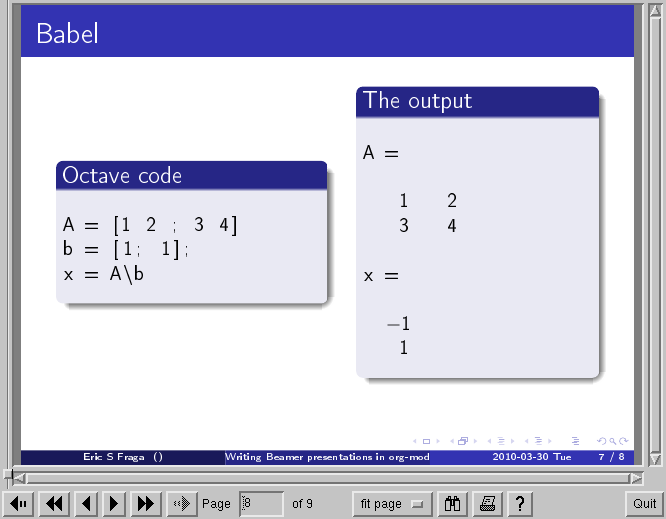 Babel
Octave code
A = [1 2 ; 3 4]
b = [1; 1];
x = A\b
The output
A =
1 2
3 4
x =
−1
1
Eric S Fraga () Writing Beamer presentations in org-mod 2010-03-30 Tue 7 / 8
Page 8 of 9 fit page ? Quit